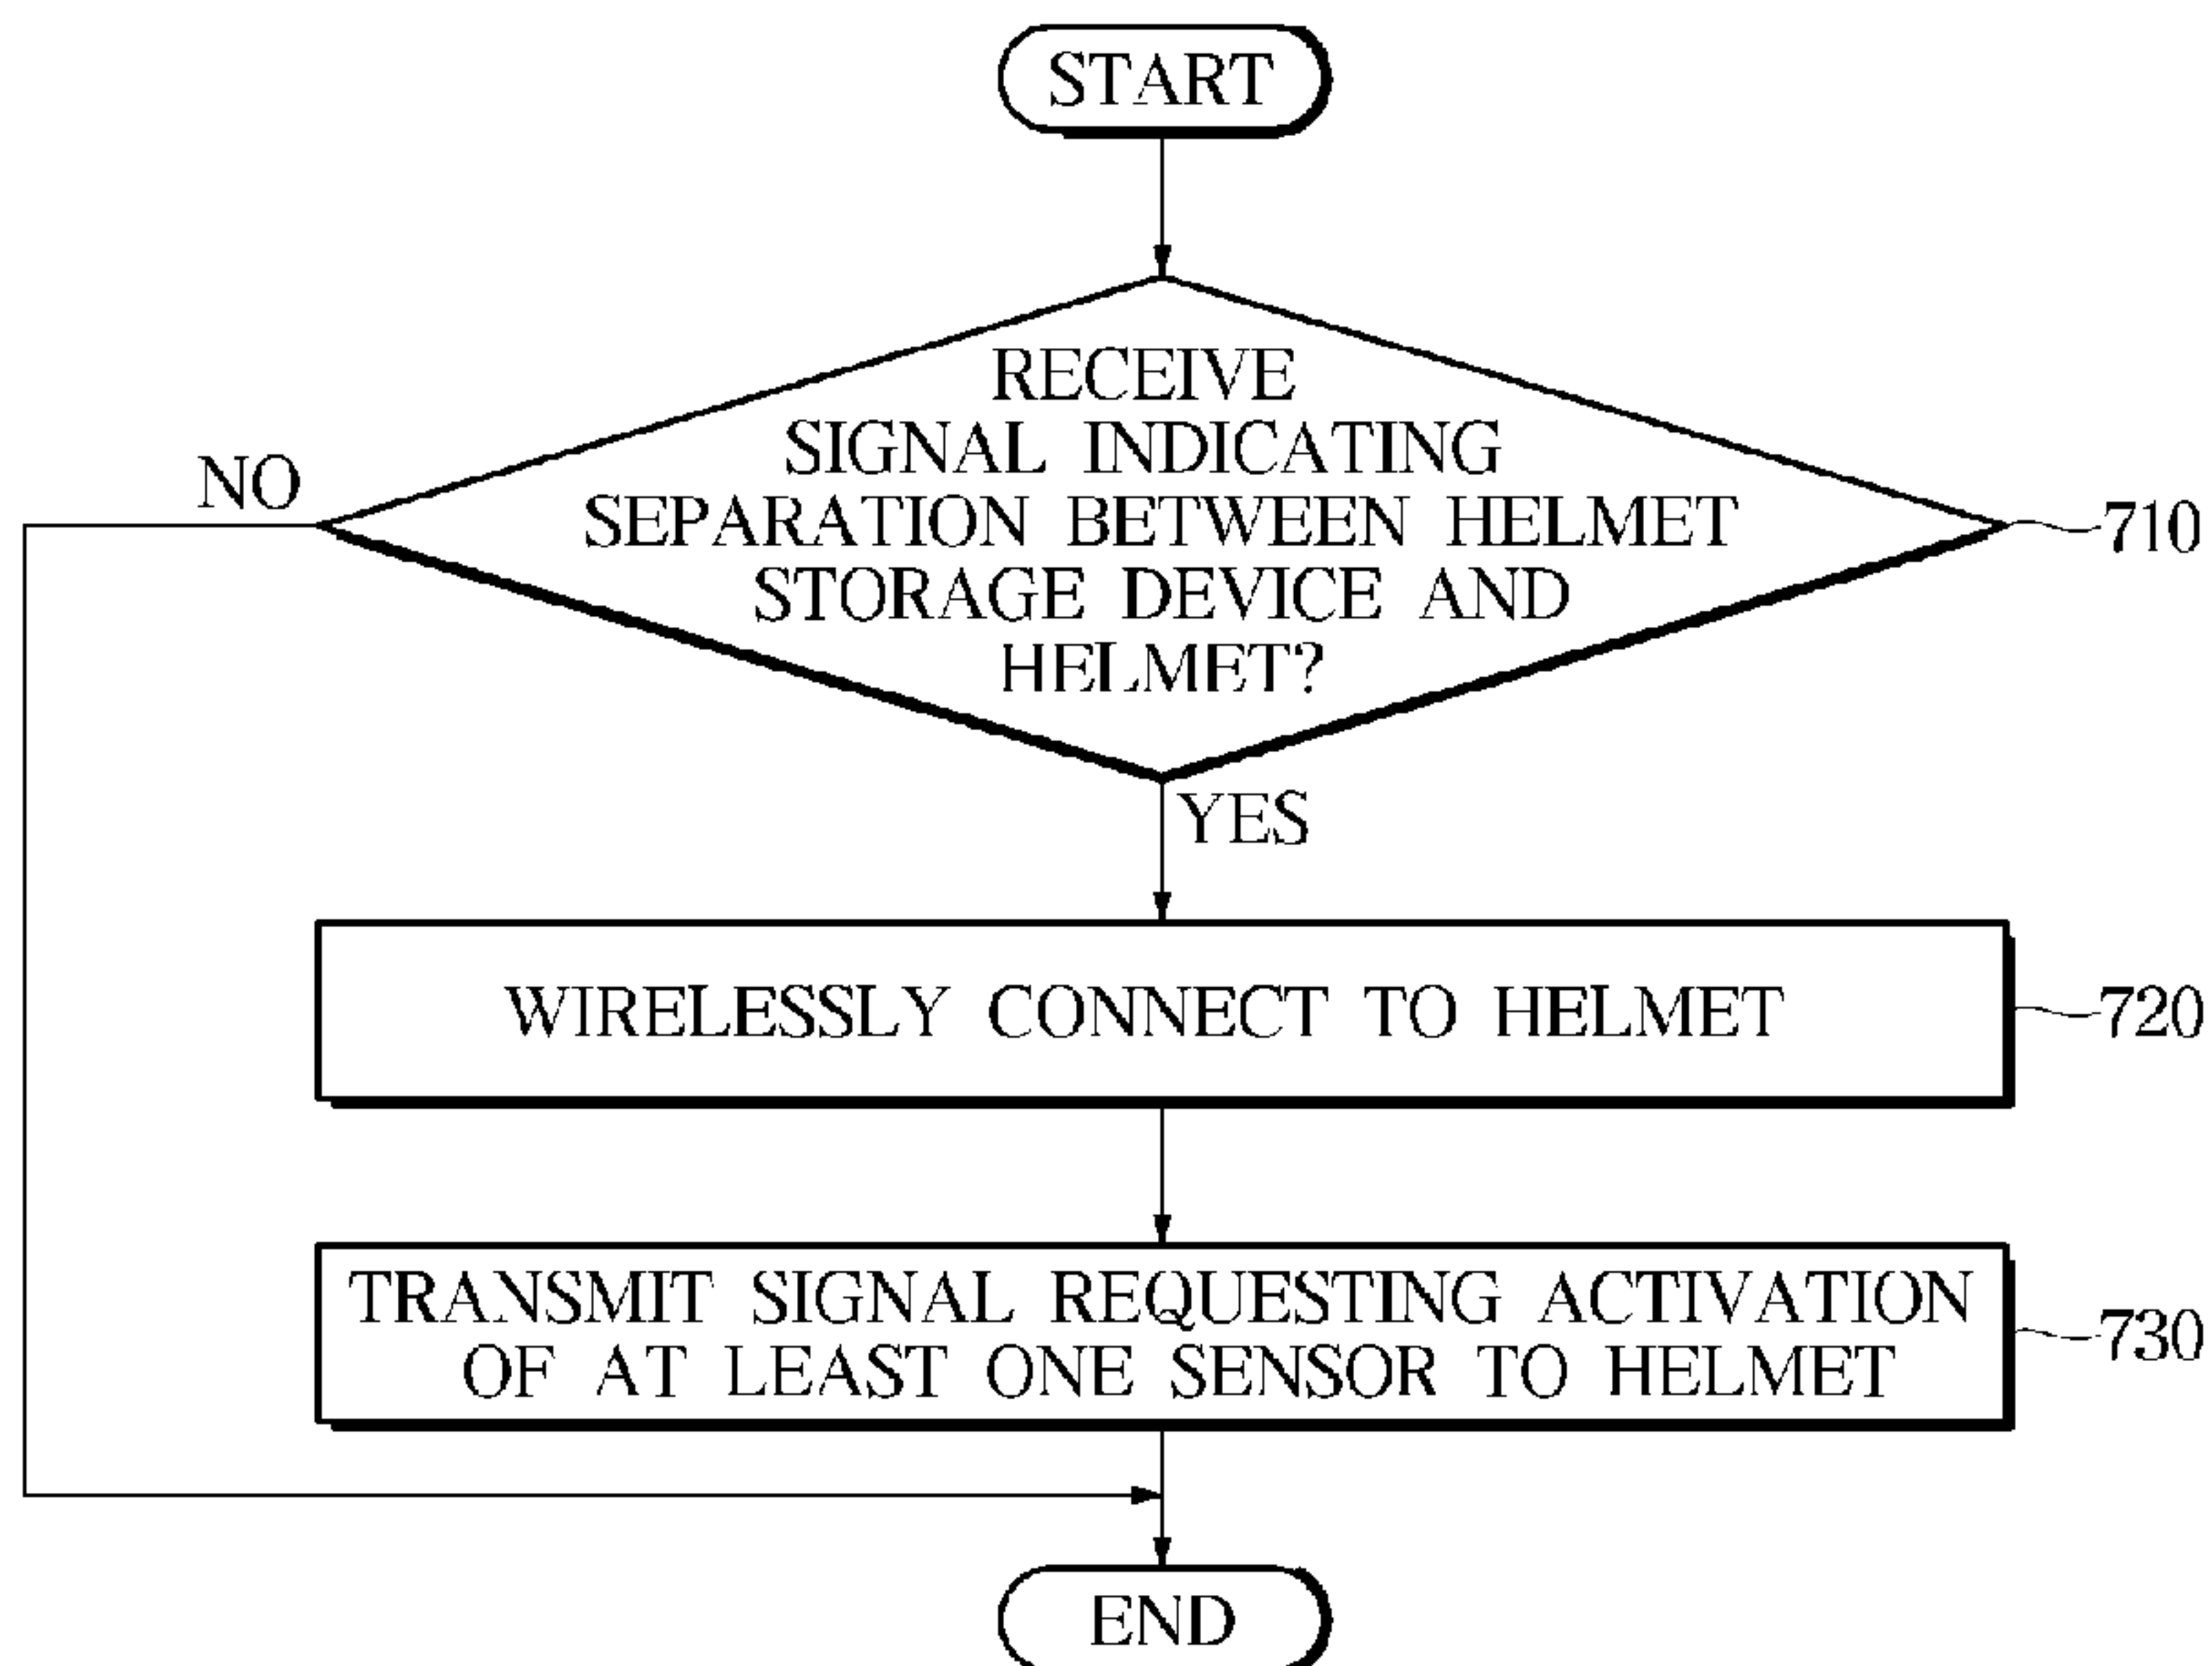 START
RECEIVE
SIGNAL INDICATING
SEPARATION BETWEEN HELMET
STORAGE DEVICE AND
HELMET?
710
NO
YES
WIRELESSLY CONNECT TO HELMET
720
TRANSMIT SIGNAL REQUESTING ACTIVATION
OF AT LEAST ONE SENSOR TO HELMET
730
END